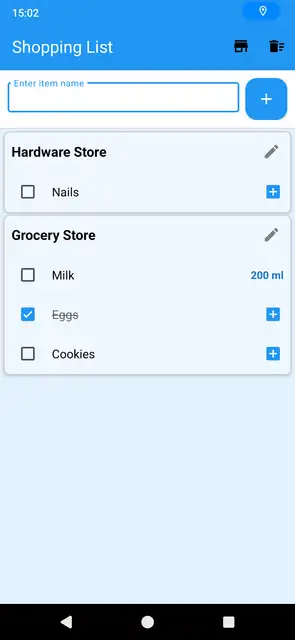 15:02
Shopping List
Enter item name
Hardware Store
Nails
Grocery Store
Milk 200 ml
Eggs
Cookies